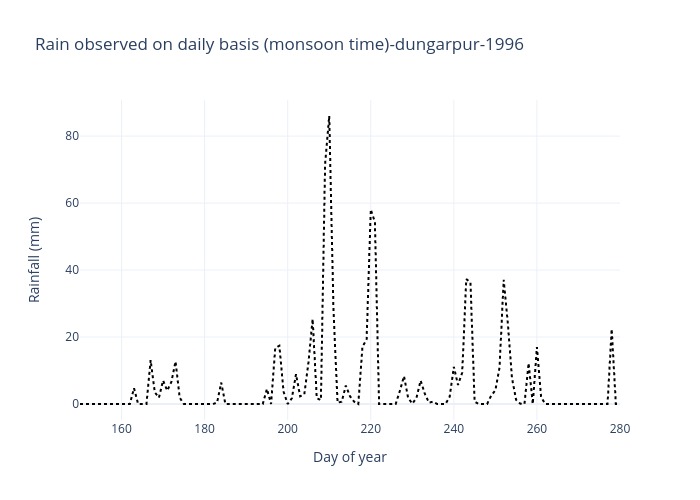 Rain observed on daily basis (monsoon time)-dungarpur-1996
80
60
40
20
0
Rainfall (mm)
160 180 200 220 240 260 280
Day of year